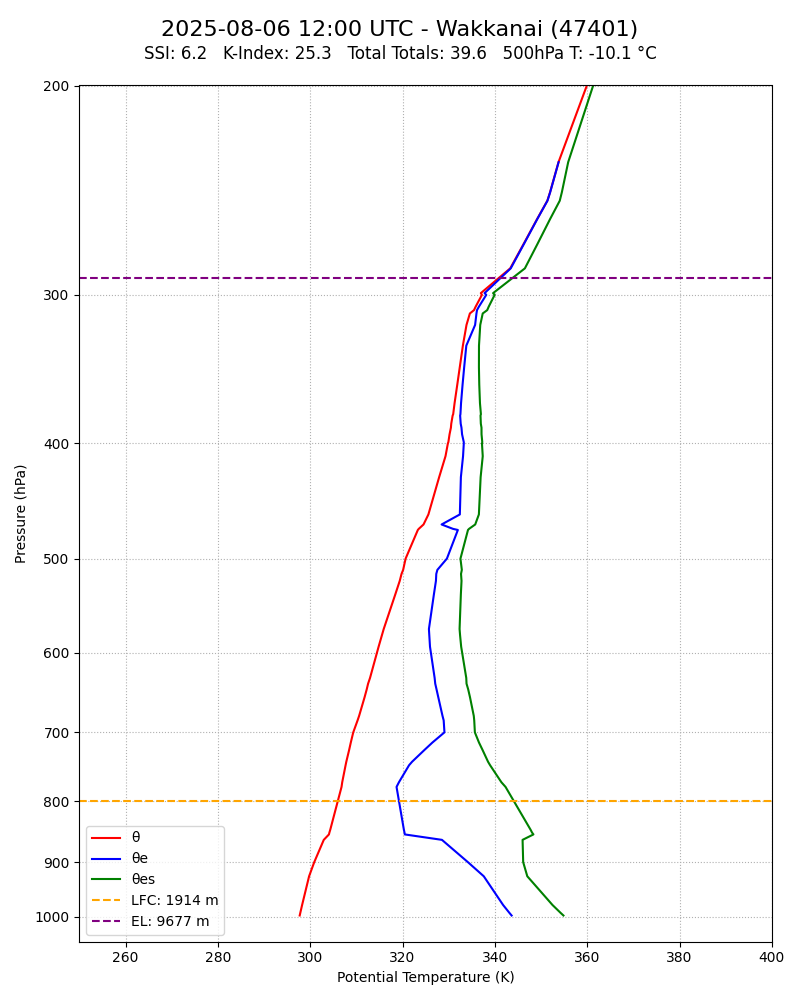 2025-08-06 12:00 UTC - Wakkanai (47401)
SSI: 6.2 K-Index: 25.3 Total Totals: 39.6 500hPa T: -10.1 °C
200
300
400
500
600
700
800
900
1000
Pressure (hPa)
θ
θe
θes
LFC: 1914 m
EL: 9677 m
260 280 300 320 340 360 380 400
Potential Temperature (K)